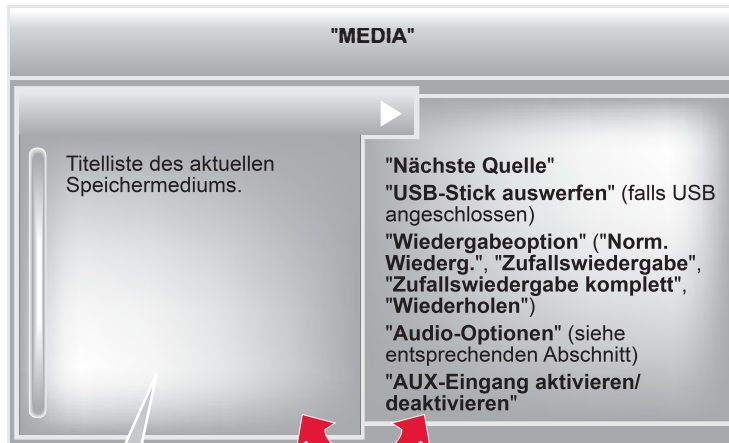 "MEDIA"
Titelliste des aktuellen
Speichermediums.
"Nächste Quelle"
"USB-Stick auswerfen" (falls USB
angeschlossen)
"Wiedergabeoption" ("Norm.
Wiederg.", "Zufallswiedergabe",
"Zufallswiedergabe komplett",
"Wiederholen")
"Audio-Optionen" (siehe
entsprechenden Abschnitt)
"AUX-Eingang aktivieren/
deaktivieren"